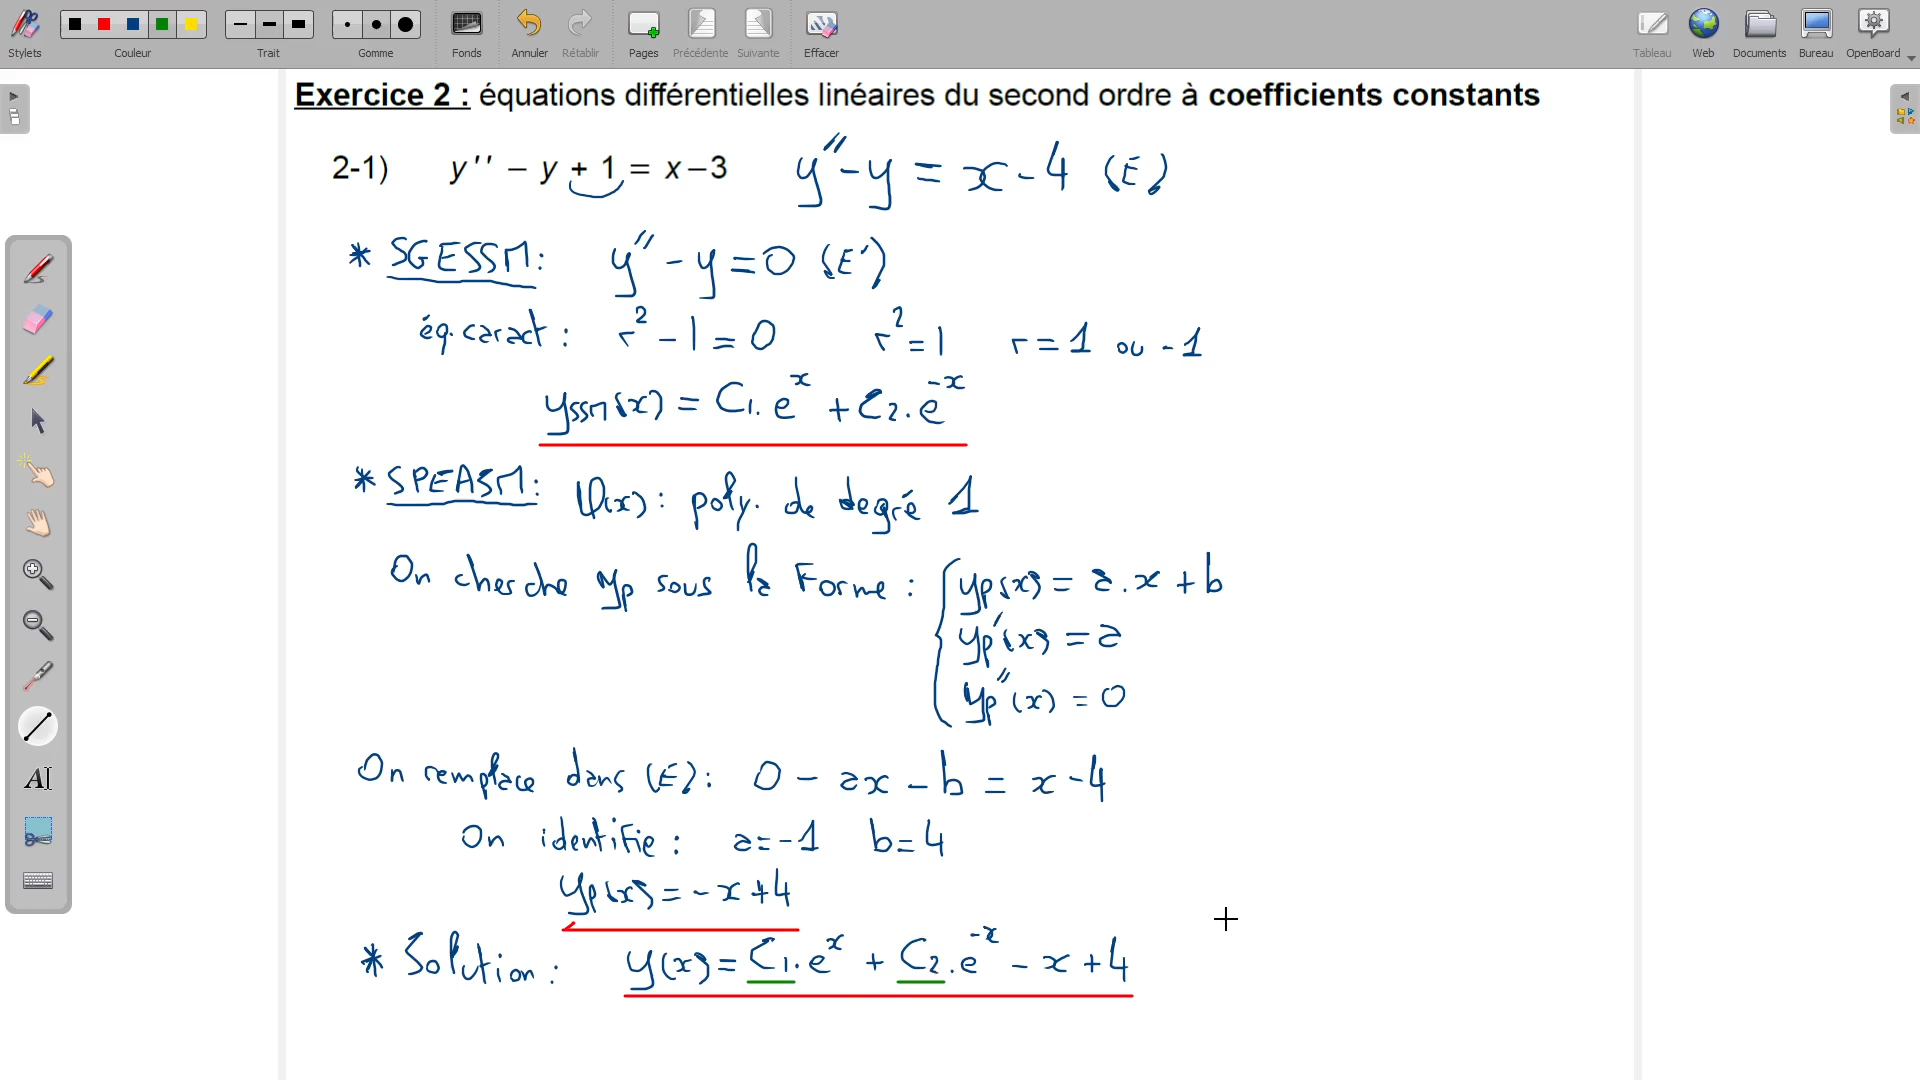 Stylets Couleur Trait Gomme Fonds Annuler Rétablir Pages Précédente Suivante Effacer Tableau Web Documents Bureau OpenBoard
Exercice 2 : équations différentielles linéaires du second ordre à coefficients constants
2-1) y'' − y + 1 = x−3 y'' - y = x - 4 (E)
* SGESSM: y'' - y = 0 (E')
éq. caract : r² - 1 = 0 r² = 1 r = 1 ou -1
yssm(x) = C₁.eˣ + C₂.e⁻ˣ
* SPEASM: φ(x): poly. de degré 1
On cherche yp sous la Forme : { yp(x) = a.x + b
yp'(x) = a
yp''(x) = 0
On remplace dans (E): 0 - ax - b = x - 4
On identifie : a=-1 b=4
AI
yp(x) = -x+4
* Solution : y(x) = C₁.eˣ + C₂.e⁻ˣ - x + 4